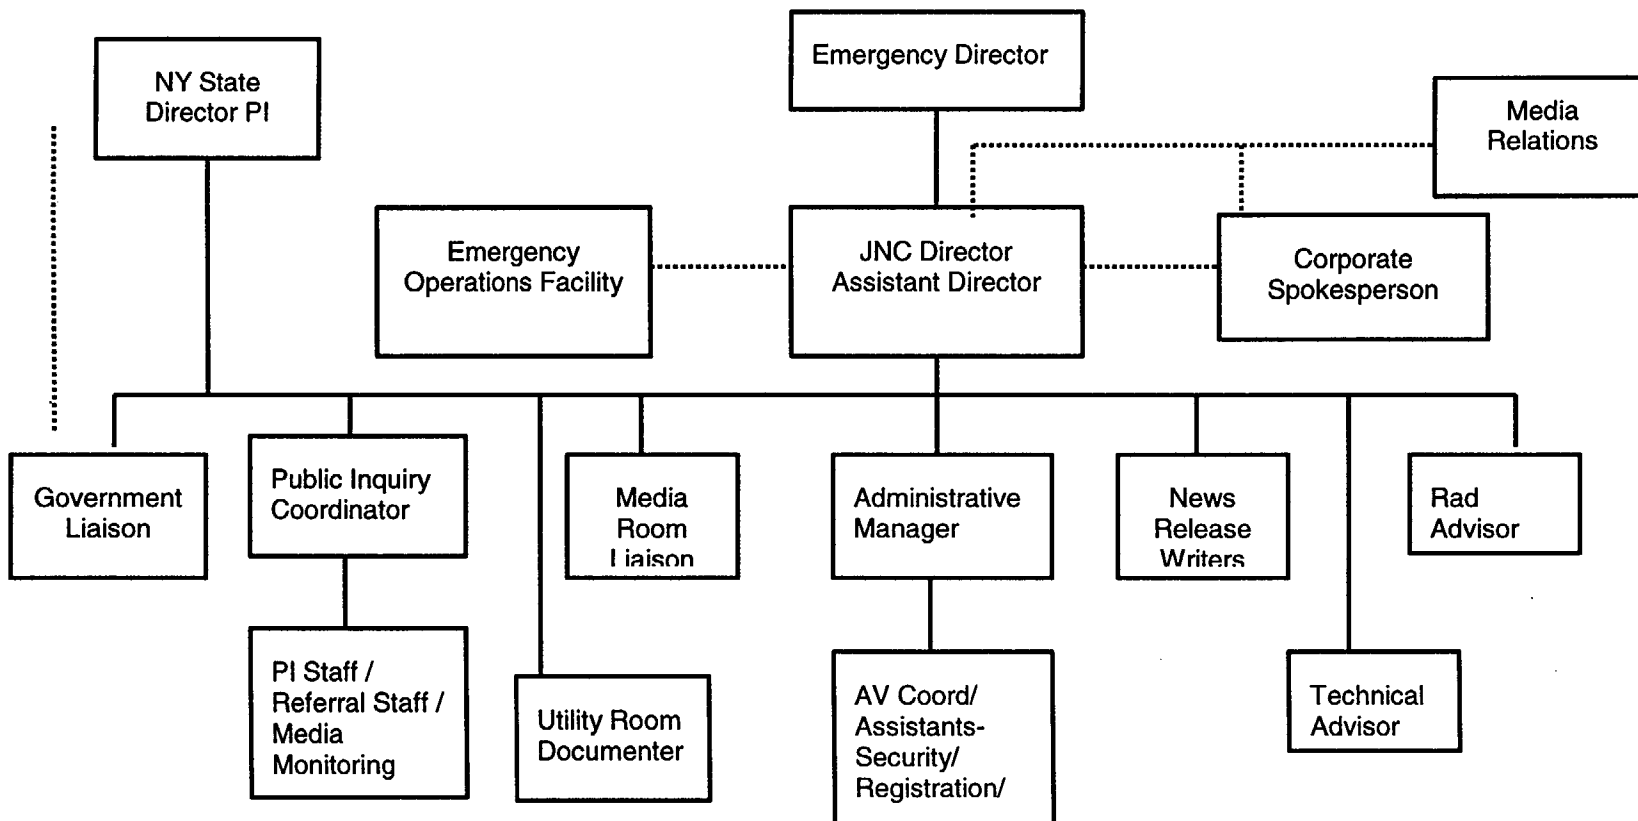 Emergency Director
NY State
Director PI
Media
Relations
Emergency
Operations Facility
JNC Director
Assistant Director
Corporate
Spokesperson
Government
Liaison
Public Inquiry
Coordinator
Media
Room
Liaison
Administrative
Manager
News
Release
Writers
Rad
Advisor
PI Staff /
Referral Staff /
Media
Monitoring
Utility Room
Documenter
AV Coord/
Assistants-
Security/
Registration/
Technical
Advisor